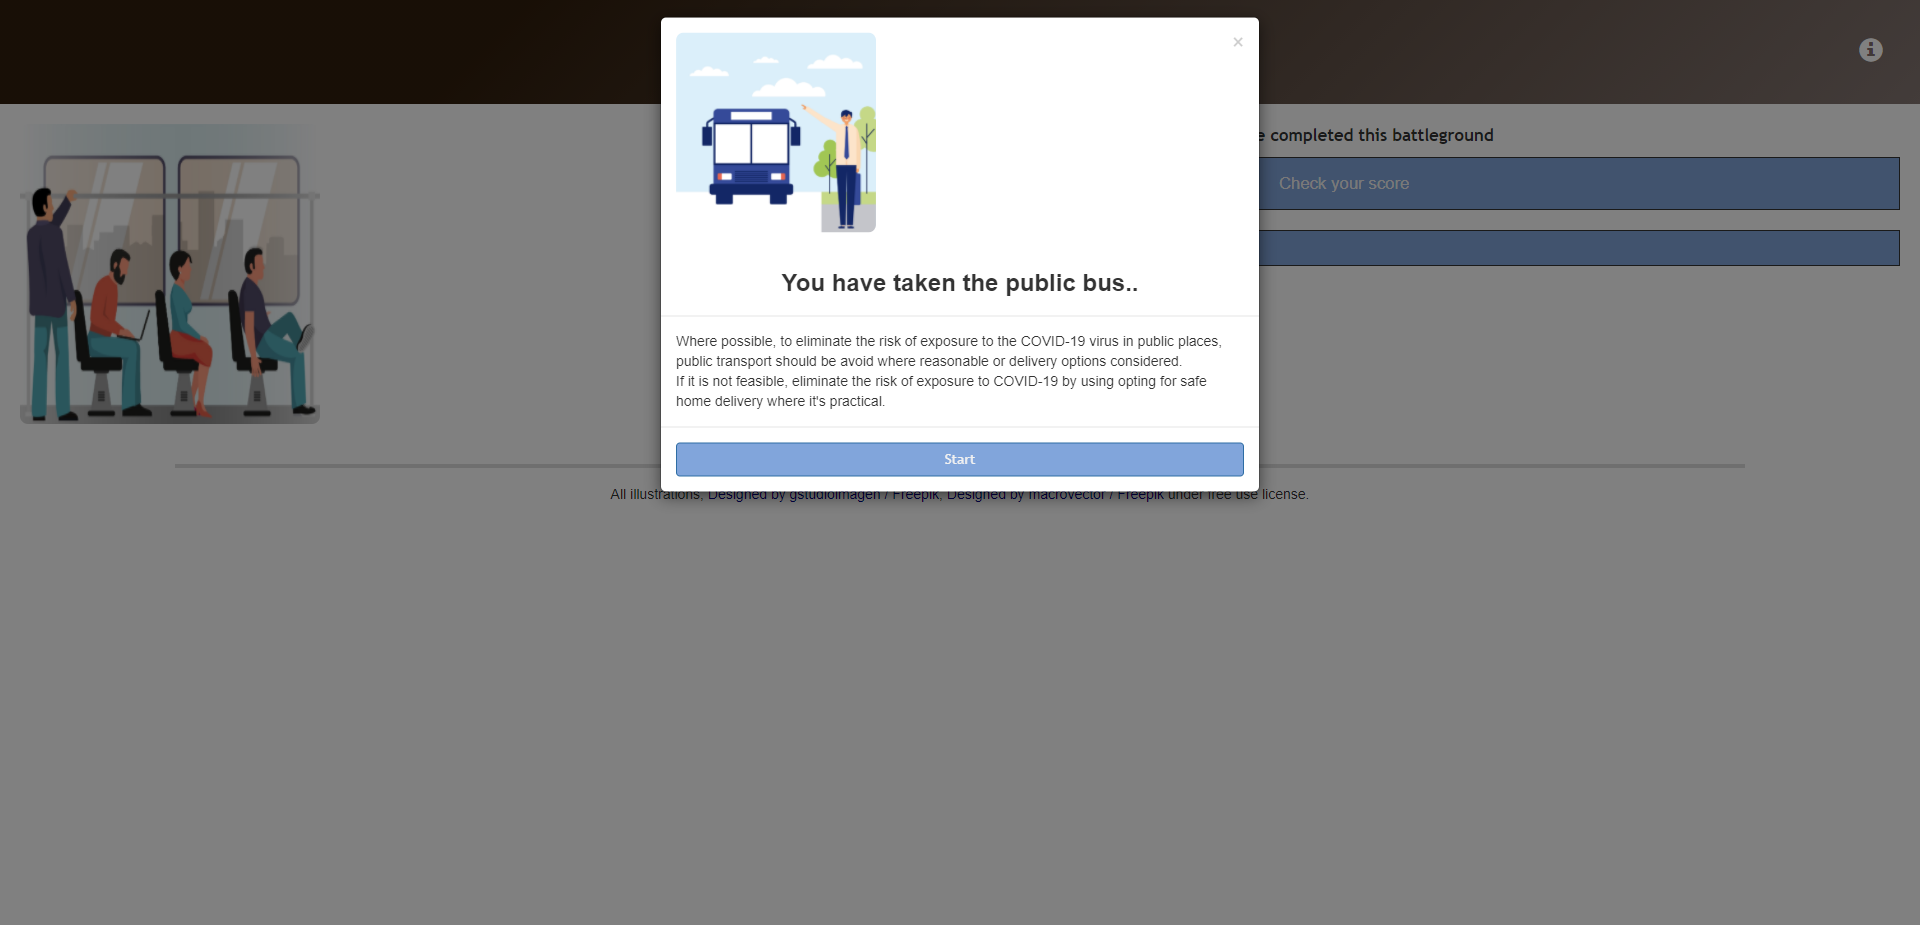 You have taken the public bus..
Where possible, to eliminate the risk of exposure to the COVID-19 virus in public places,
public transport should be avoid where reasonable or delivery options considered.
If it is not feasible, eliminate the risk of exposure to COVID-19 by using opting for safe
home delivery where it's practical.
Start
×
completed this battleground
Check your score
All illustrations, Designed by gstudioimagen / Freepik, Designed by macrovector / Freepik under free use license.